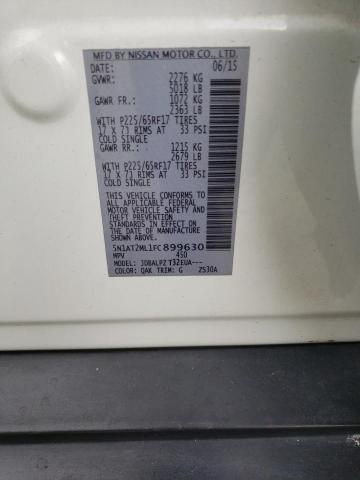 MFD BY NISSAN MOTOR CO., LTD.
DATE: 06/15
GVWR: 2276 KG
5018 LB
GAWR FR. 1072 KG
2363 LB
WITH P225/65RF17 TIRES
17 X 7J RIMS AT 33 PSI
COLD SINGLE
GAWR RR. 1215 KG
2679 LB
WITH P225/65RF17 TIRES
17 X 7J RIMS AT 33 PSI
COLD SINGLE
THIS VEHICLE CONFORMS TO
ALL APPLICABLE FEDERAL
MOTOR VEHICLE SAFETY AND
BUMPER STANDARDS IN
EFFECT ON THE DATE OF
MANUFACTURE SHOWN ABOVE.
5N1AT2ML1FC899630
MPV 450
MODEL: JDBALPZ T32EUA---
COLOR: QAK TRIM: G ZS30A